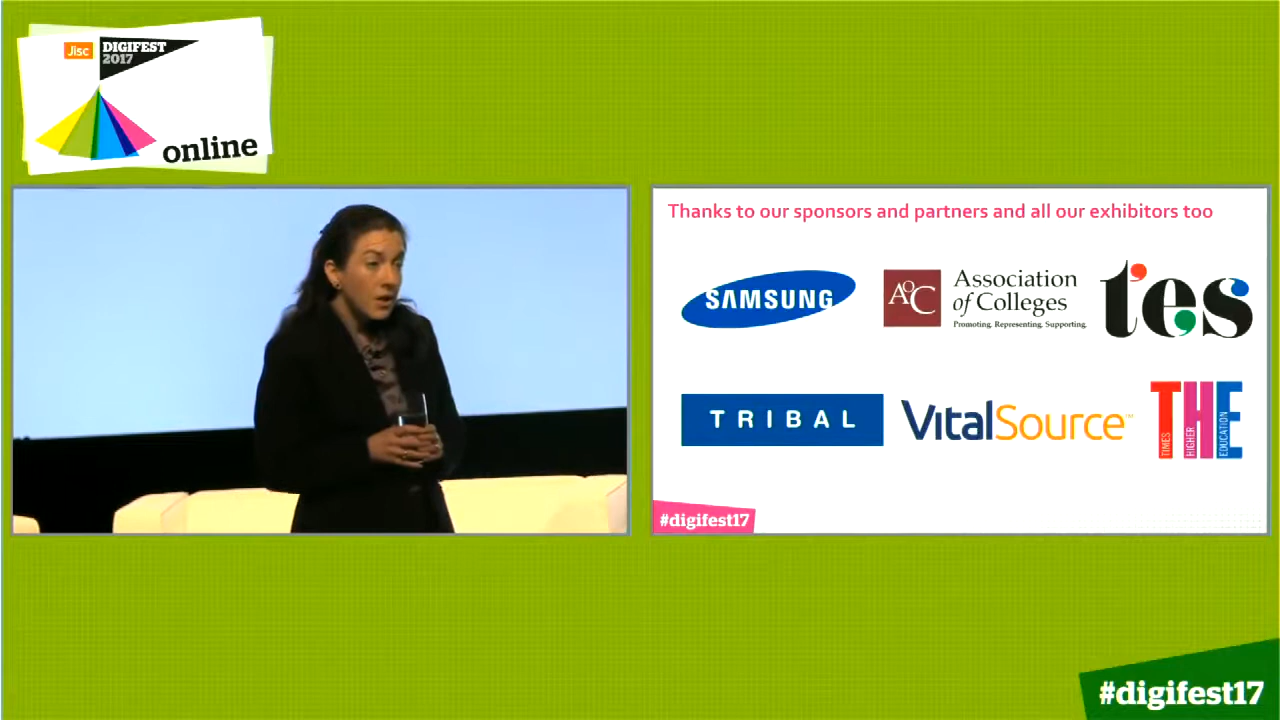 Jisc
DIGIFEST
2017
online
Thanks to our sponsors and partners and all our exhibitors too
SAMSUNG
AoC
Association
of Colleges
Promoting. Representing. Supporting.
tes
TRIBAL
VitalSource™
THE
TIMES
HIGHER
EDUCATION
#digifest17
#digifest17